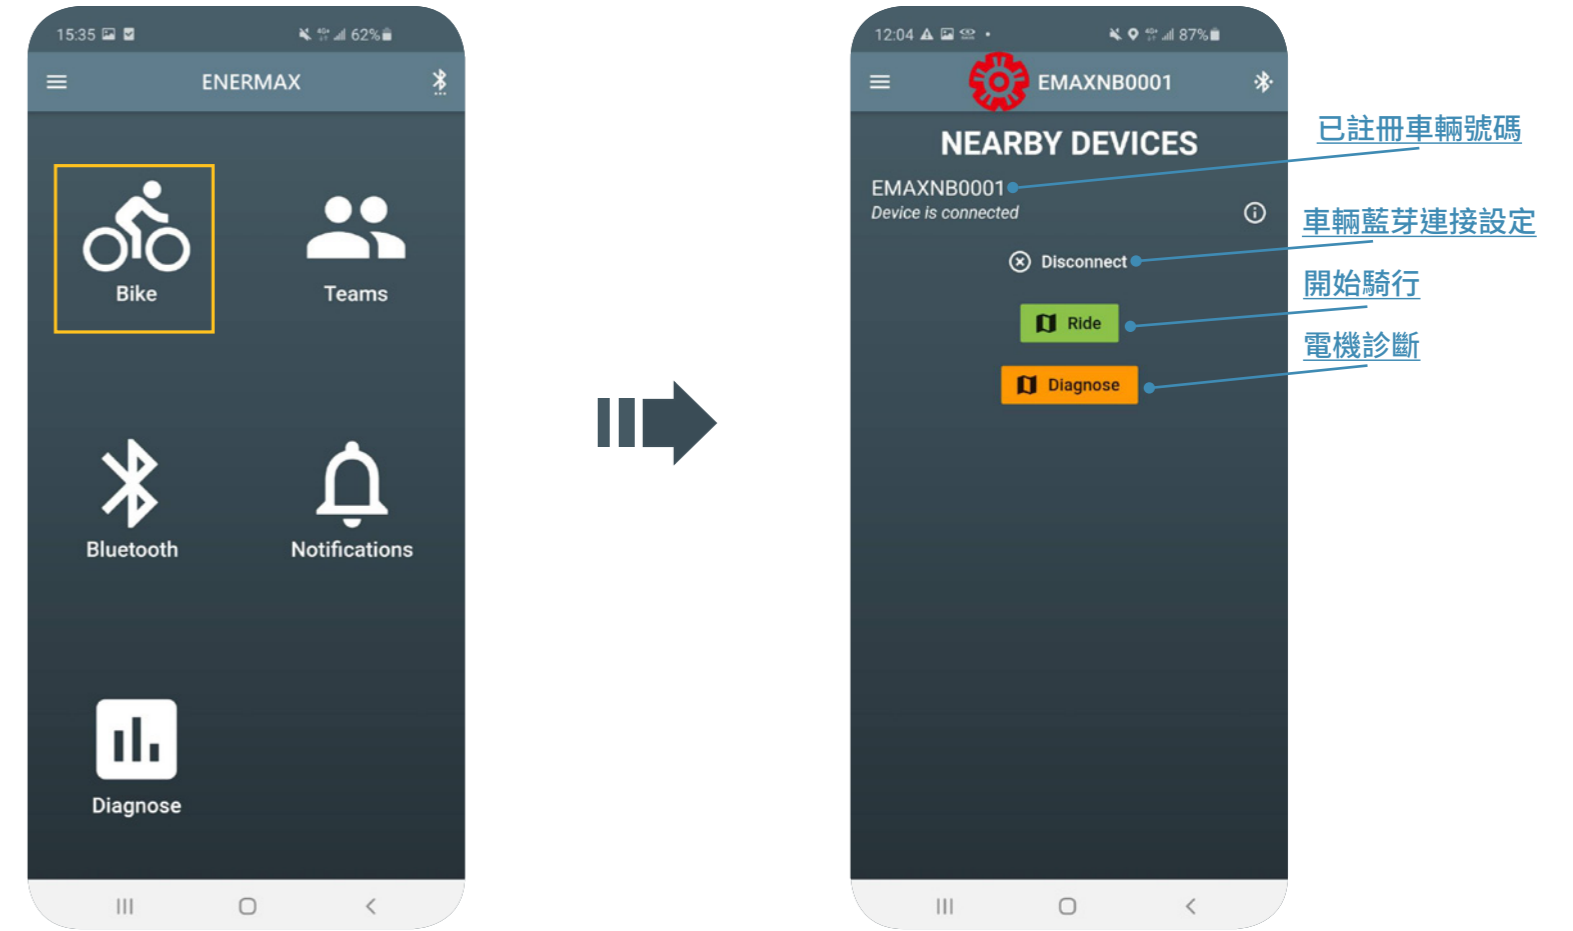 15:35
62%
ENERMAX
Bike
Teams
Bluetooth
Notifications
Diagnose
12:04
87%
EMAXNB0001
NEARBY DEVICES
EMAXNB0001
Device is connected
Disconnect
Ride
Diagnose
已註冊車輛號碼
車輛藍芽連接設定
開始騎行
電機診斷